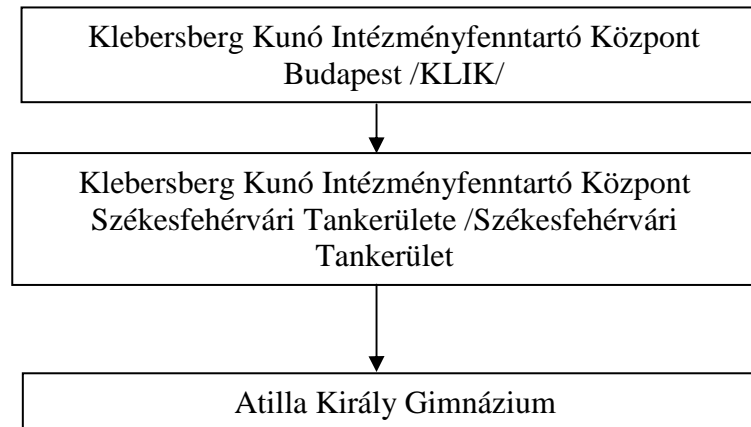 Klebersberg Kunó Intézményfenntartó Központ
Budapest /KLIK/
Klebersberg Kunó Intézményfenntartó Központ
Székesfehérvári Tankerülete /Székesfehérvári
Tankerület
Atilla Király Gimnázium